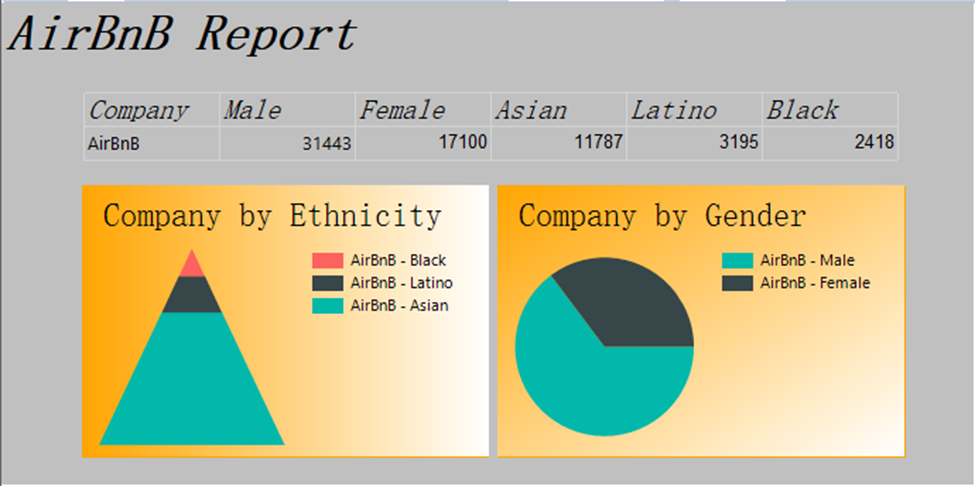 AirBnB Report
Company Male Female Asian Latino Black
AirBnB 31443 17100 11787 3195 2418
Company by Ethnicity
AirBnB - Black
AirBnB - Latino
AirBnB - Asian
Company by Gender
AirBnB - Male
AirBnB - Female